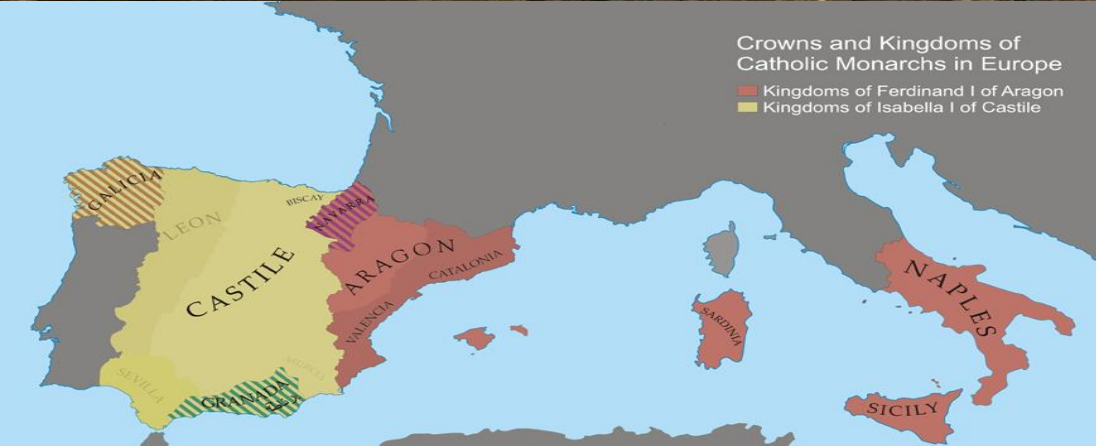 Crowns and Kingdoms of
Catholic Monarchs in Europe
Kingdoms of Ferdinand I of Aragon
Kingdoms of Isabella I of Castile
GALICIA
LEON
BISCAY
NAVARRA
CASTILE
ARAGON
CATALONIA
VALENCIA
SEVILLA
MURCIA
GRANADA
SARDINIA
NAPLES
SICILY